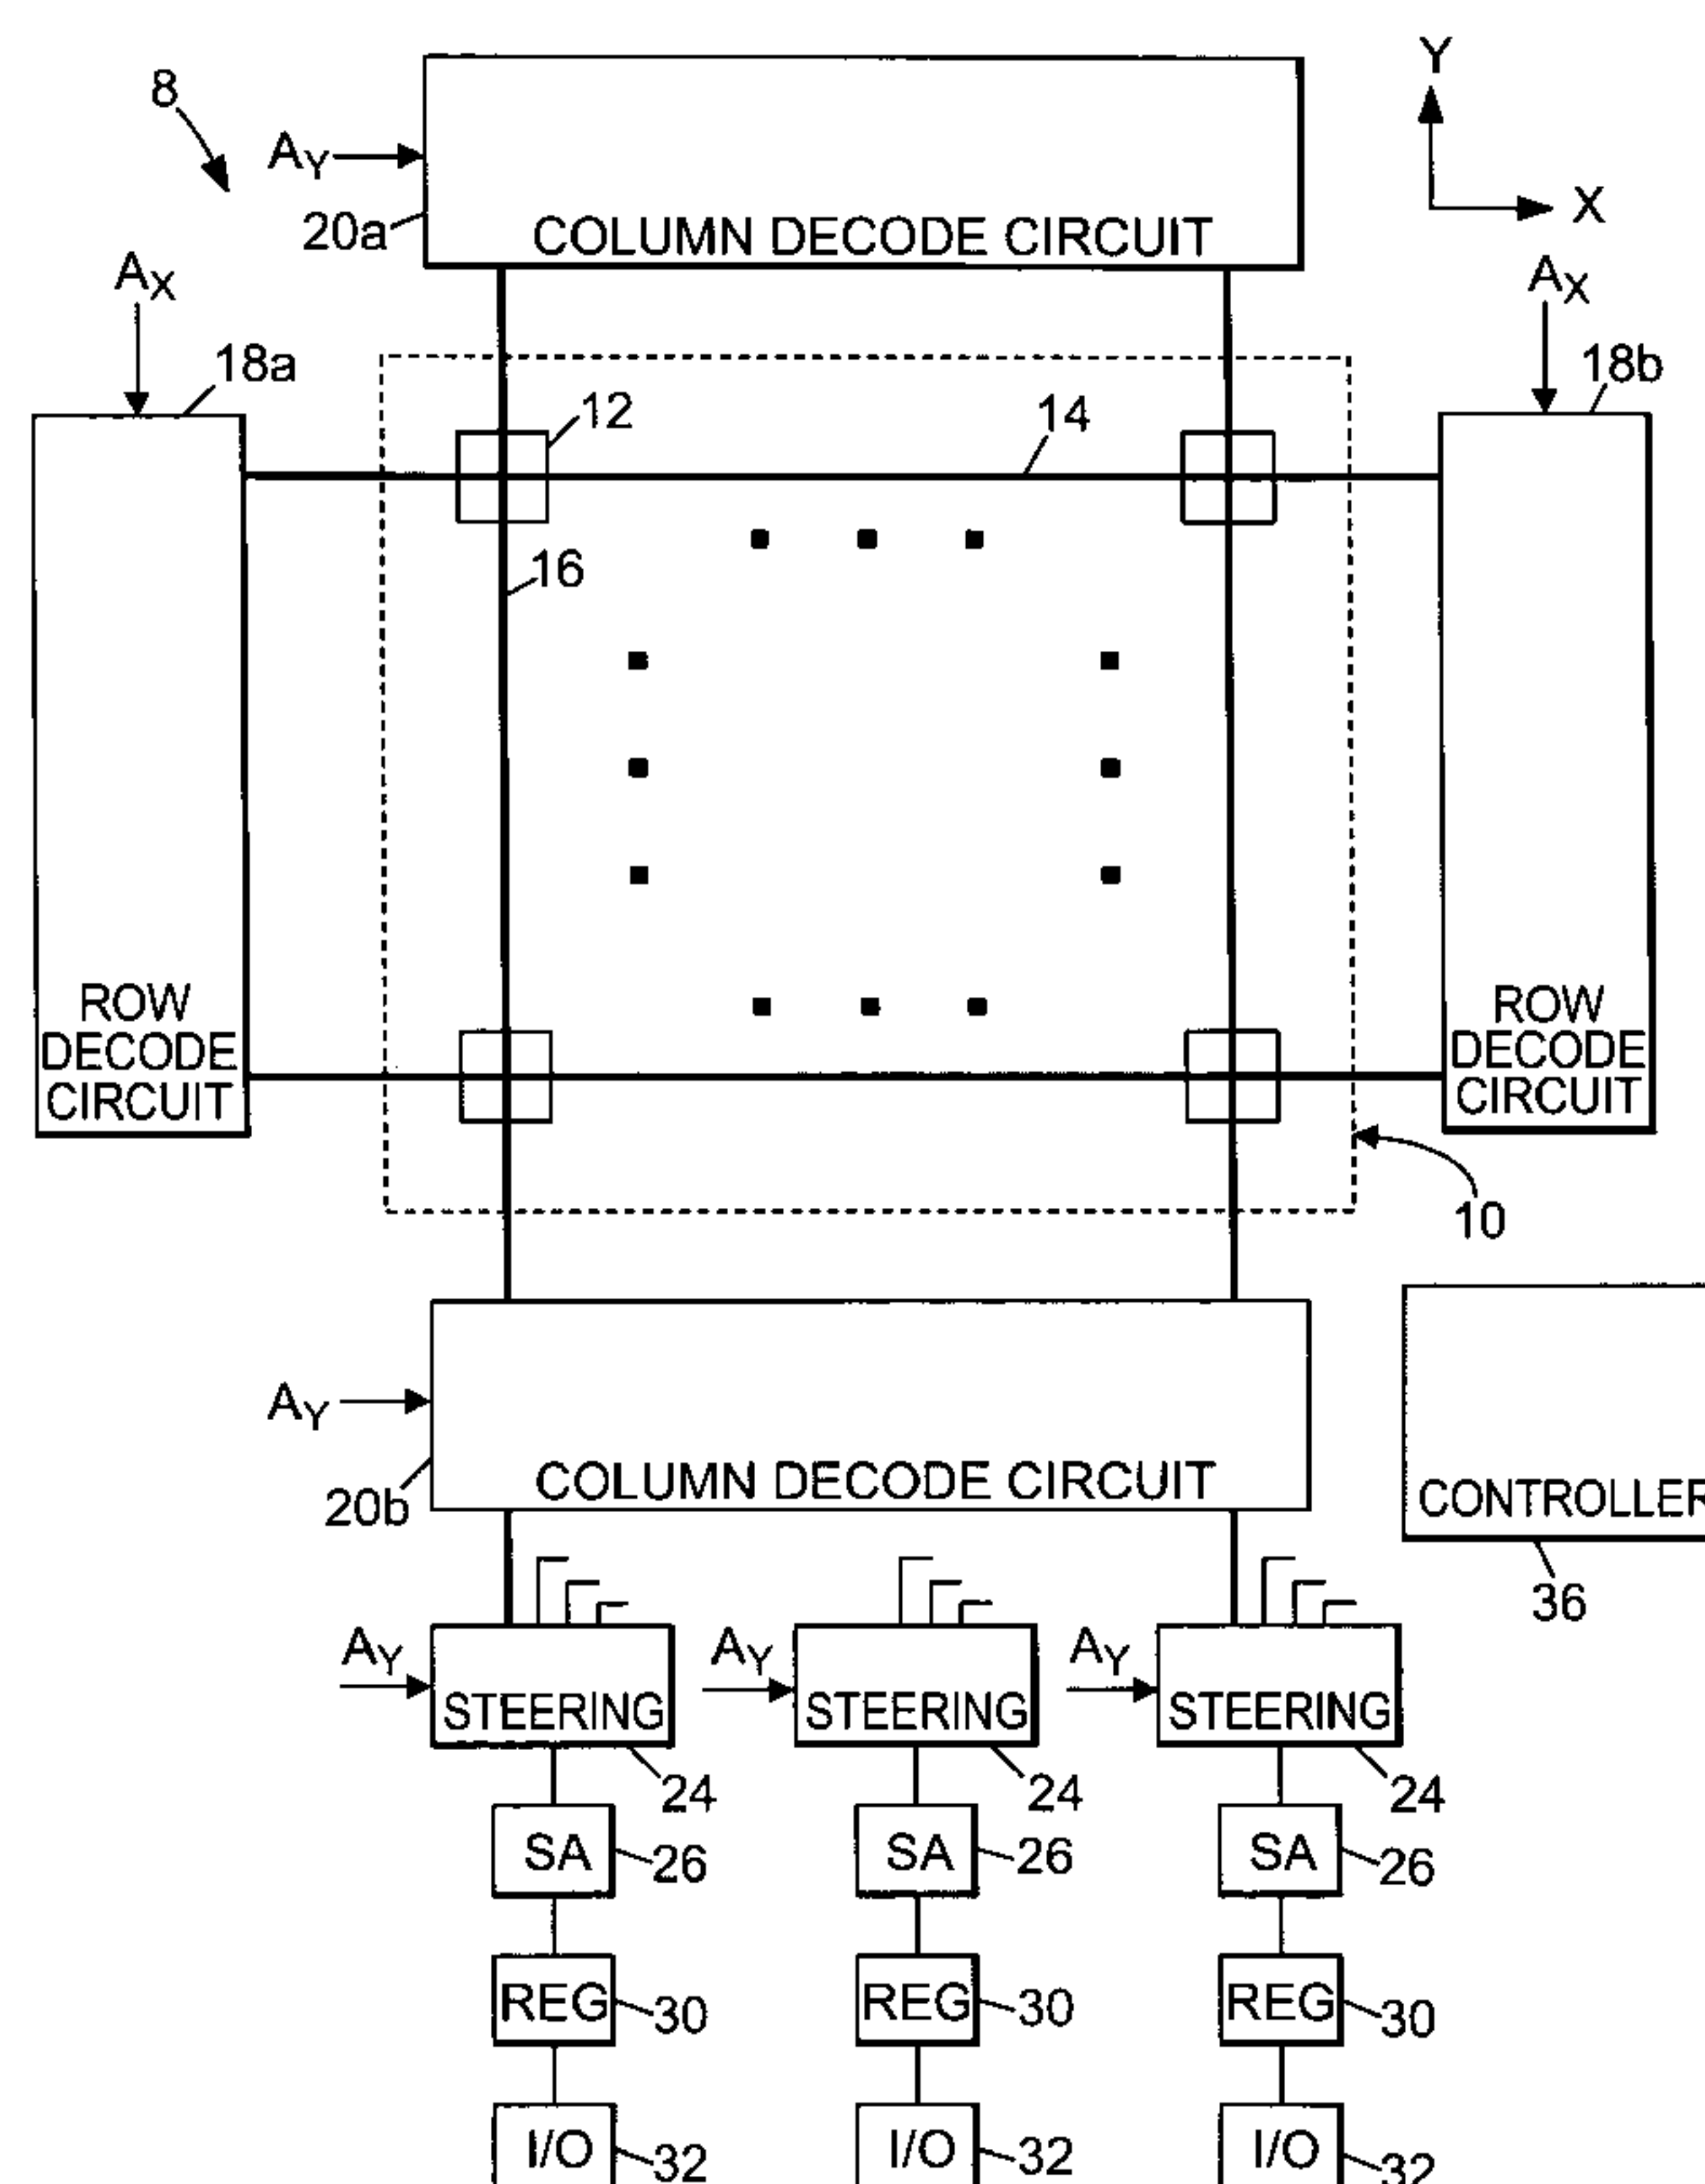 8
Y
X
AY
20a
COLUMN DECODE CIRCUIT
AX
18a
AX
18b
12
14
16
ROW
DECODE
CIRCUIT
ROW
DECODE
CIRCUIT
10
AY
20b
COLUMN DECODE CIRCUIT
CONTROLLER
36
AY
STEERING
24
AY
STEERING
24
AY
STEERING
24
SA
26
SA
26
SA
26
REG
30
REG
30
REG
30
I/O
32
I/O
32
I/O
32